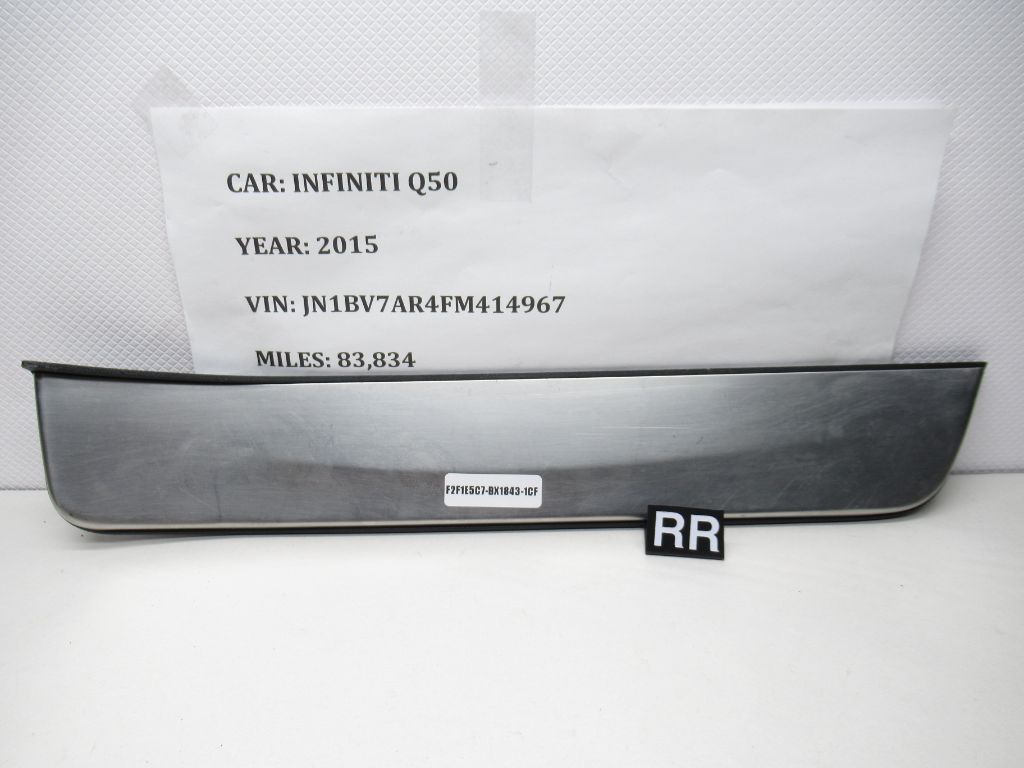 CAR: INFINITI Q50
YEAR: 2015
VIN: JN1BV7AR4FM414967
MILES: 83,834
F2F1E5C7-BX1843-1CF
RR